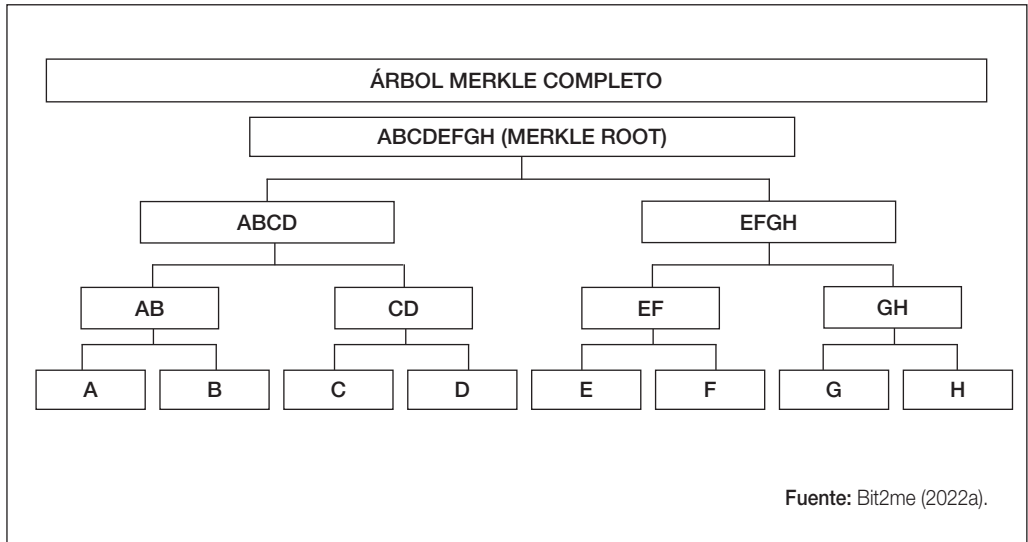 ÁRBOL MERKLE COMPLETO
ABCDEFGH (MERKLE ROOT)
ABCD EFGH
AB CD EF GH
A B C D E F G H
Fuente: Bit2me (2022a).